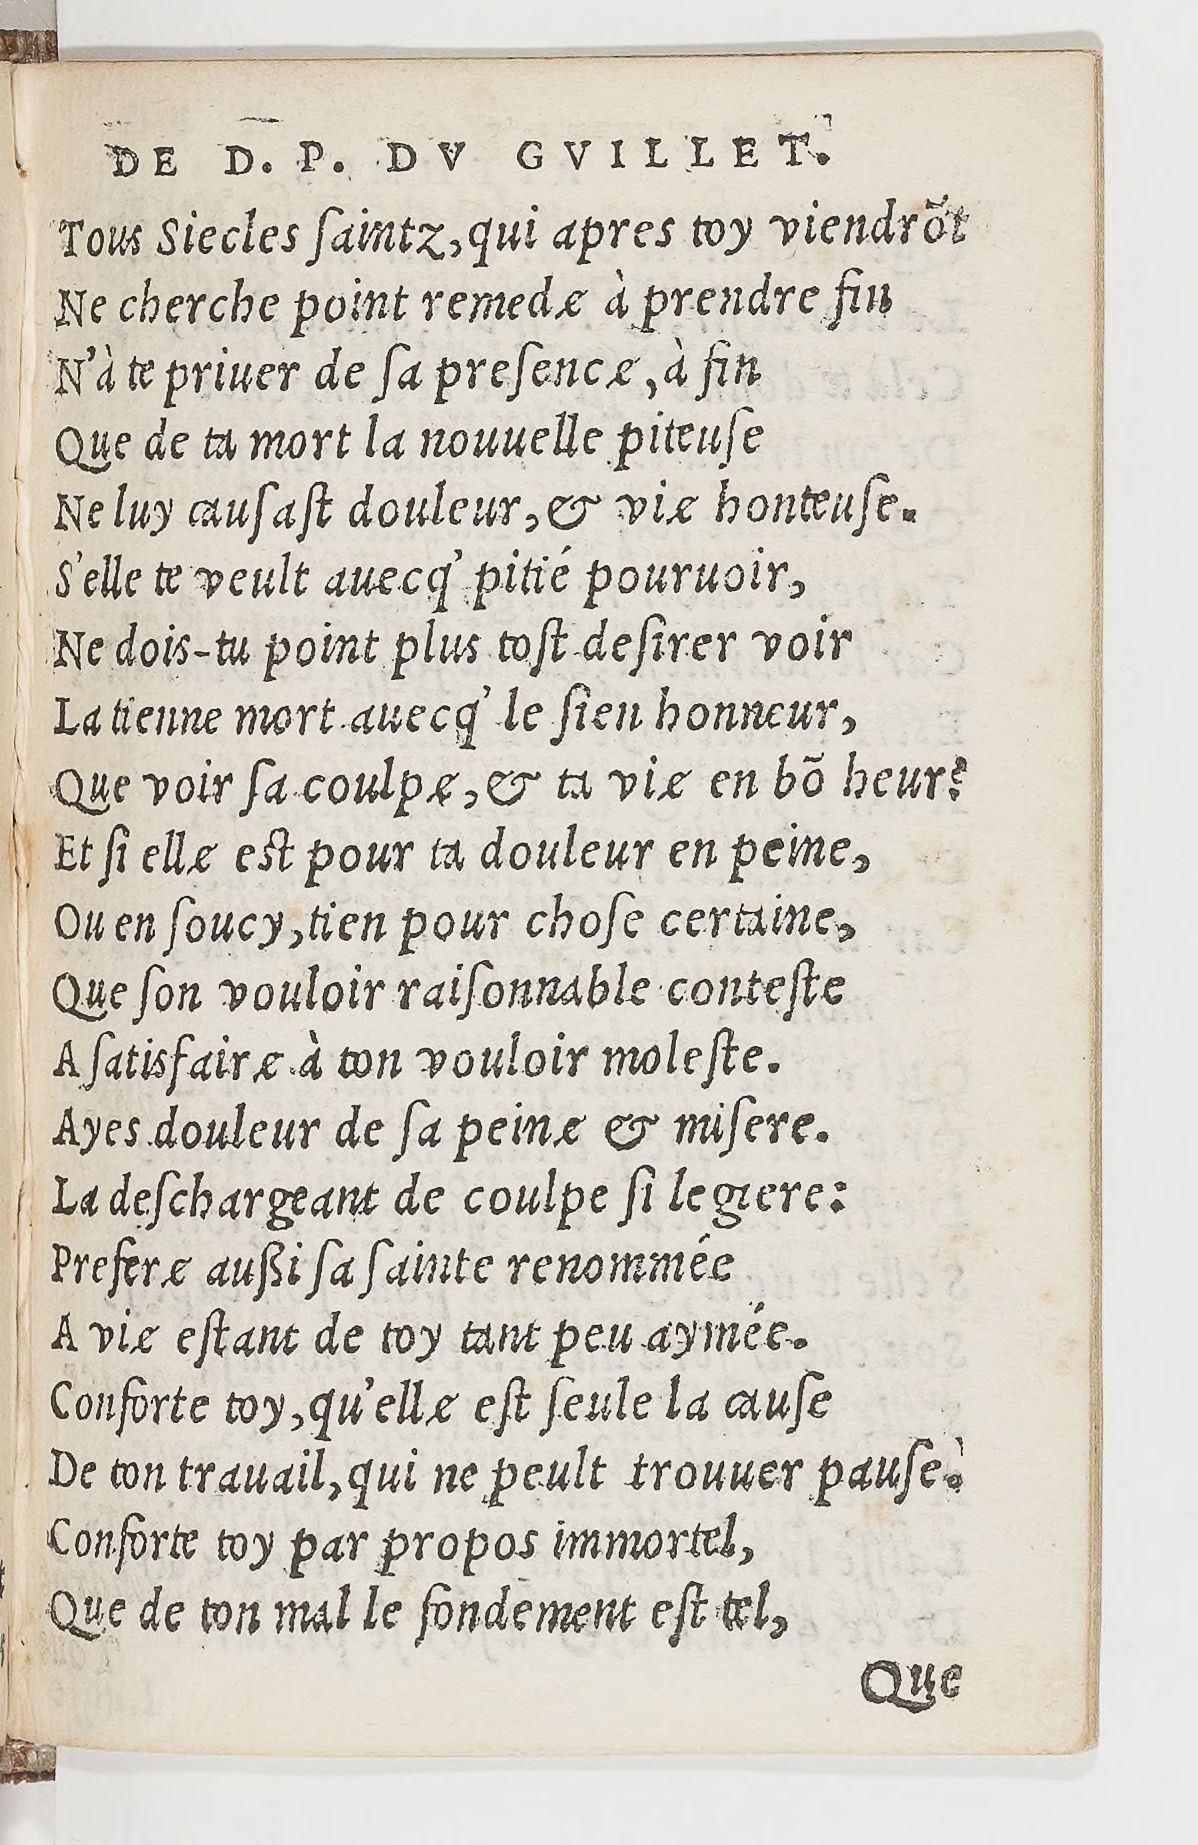 DE D. P. DV GVILLET.
Tous Siecles ſaintz, qui apres toy viendrõt
Ne cherche point remede à prendre fin
N'à te priuer de ſa preſence, à fin
Que de ta mort la nouuelle piteuſe
Ne luy cauſaſt douleur, & vie honteuſe.
S'elle te veult auecq' pitié pouruoir,
Ne dois-tu point plus toſt deſirer voir
La tienne mort auecq' le ſien honneur,
Que voir ſa coulpe, & ta vie en bõ heur?
Et ſi elle eſt pour ta douleur en peine,
Ou en ſoucy, tien pour choſe certaine,
Que ſon vouloir raiſonnable conteſte
A ſatisfaire à ton vouloir moleſte.
Ayes douleur de ſa peine & miſere.
La deſchargeant de coulpe ſi legiere:
Prefere außi ſa ſainte renommée
A vie eſtant de toy tant peu aymée.
Conforte toy, qu'elle eſt ſeule la cauſe
De ton trauail, qui ne peult trouuer pauſe.
Conforte toy par propos immortel,
Que de ton mal le fondement eſt tel,
Que